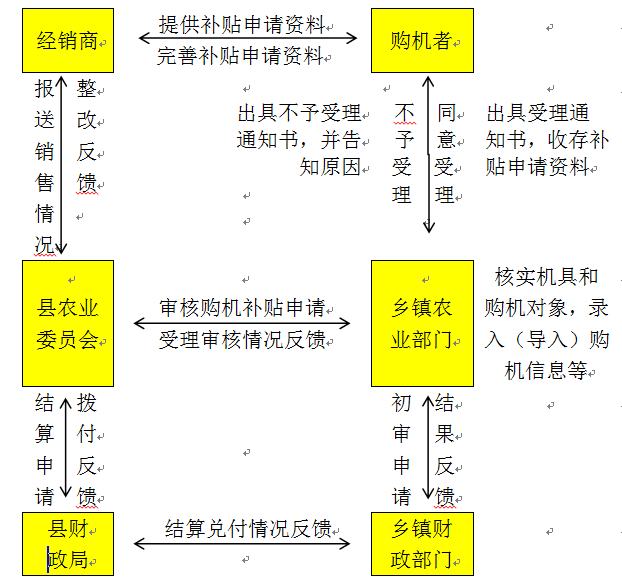 经销商
提供补贴申请资料
完善补贴申请资料
购机者
报送销售情况
整改反馈
出具不予受理
通知书，并告
知原因
不予受理
同意受理
出具受理通
知书，收存补
贴申请资料
县农业
委员会
审核购机补贴申请
受理审核情况反馈
乡镇农
业部门
核实机具和
购机对象，录
入（导入）购
机信息等
结算申请
拨付反馈
初审申请
结果反馈
县财
政局
结算兑付情况反馈
乡镇财
政部门